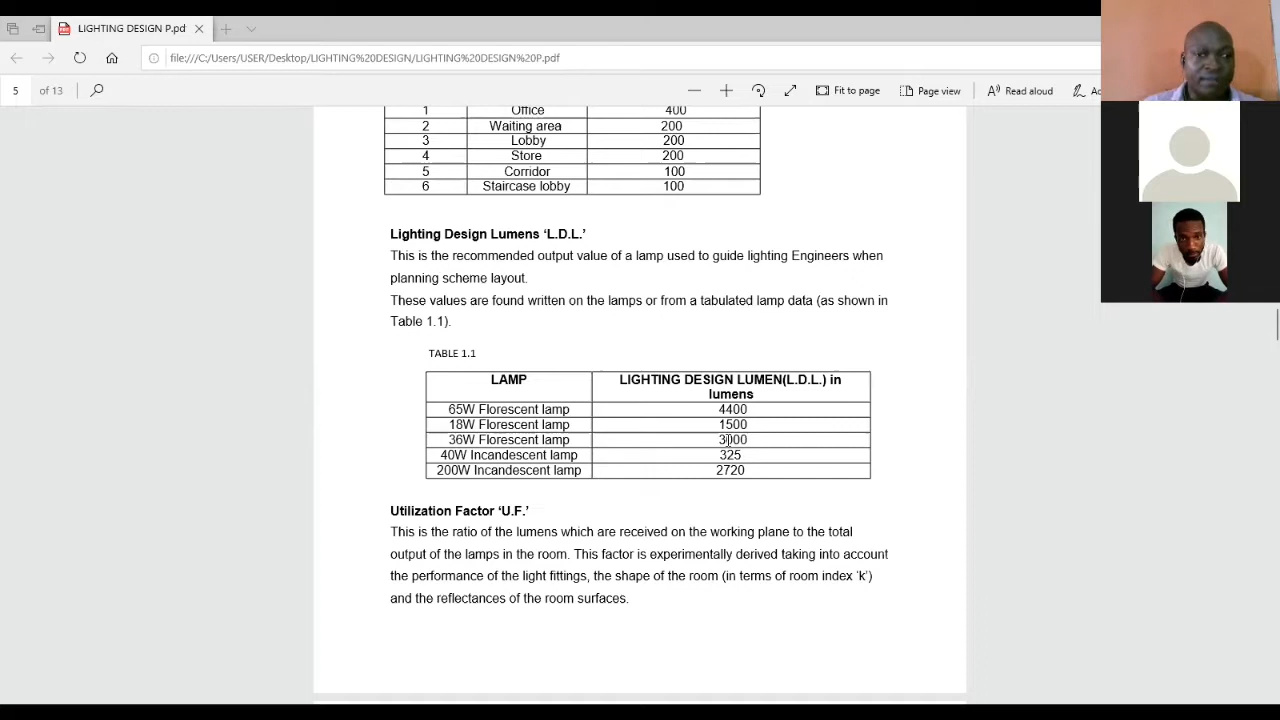 LIGHTING DESIGN P.pd
file:///C:/Users/USER/Desktop/LIGHTING%20DESIGN/LIGHTING%20DESIGN%20P.pdf
5 of 13 Fit to page Page view Read aloud
1 Office 400
2 Waiting area 200
3 Lobby 200
4 Store 200
5 Corridor 100
6 Staircase lobby 100
Lighting Design Lumens ‘L.D.L.’
This is the recommended output value of a lamp used to guide lighting Engineers when
planning scheme layout.
These values are found written on the lamps or from a tabulated lamp data (as shown in
Table 1.1).
TABLE 1.1
LAMP LIGHTING DESIGN LUMEN(L.D.L.) in
lumens
65W Florescent lamp 4400
18W Florescent lamp 1500
36W Florescent lamp 3000
40W Incandescent lamp 325
200W Incandescent lamp 2720
Utilization Factor ‘U.F.’
This is the ratio of the lumens which are received on the working plane to the total
output of the lamps in the room. This factor is experimentally derived taking into account
the performance of the light fittings, the shape of the room (in terms of room index ‘k’)
and the reflectances of the room surfaces.